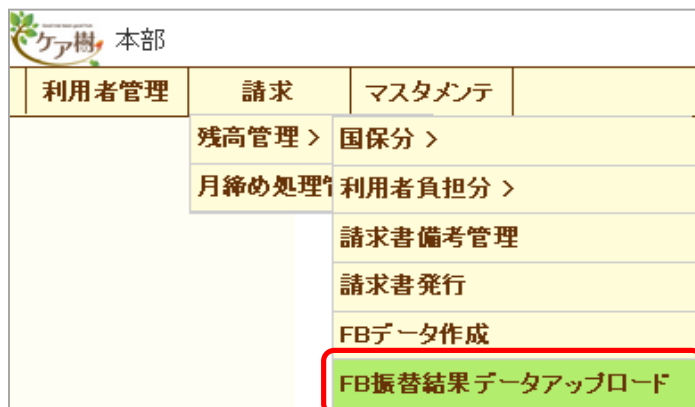 ケア樹 本部
利用者管理 請求 マスタメンテ
残高管理 > 国保分 >
月締め処理 利用者負担分 >
請求書備考管理
請求書発行
FBデータ作成
FB振替結果データアップロード